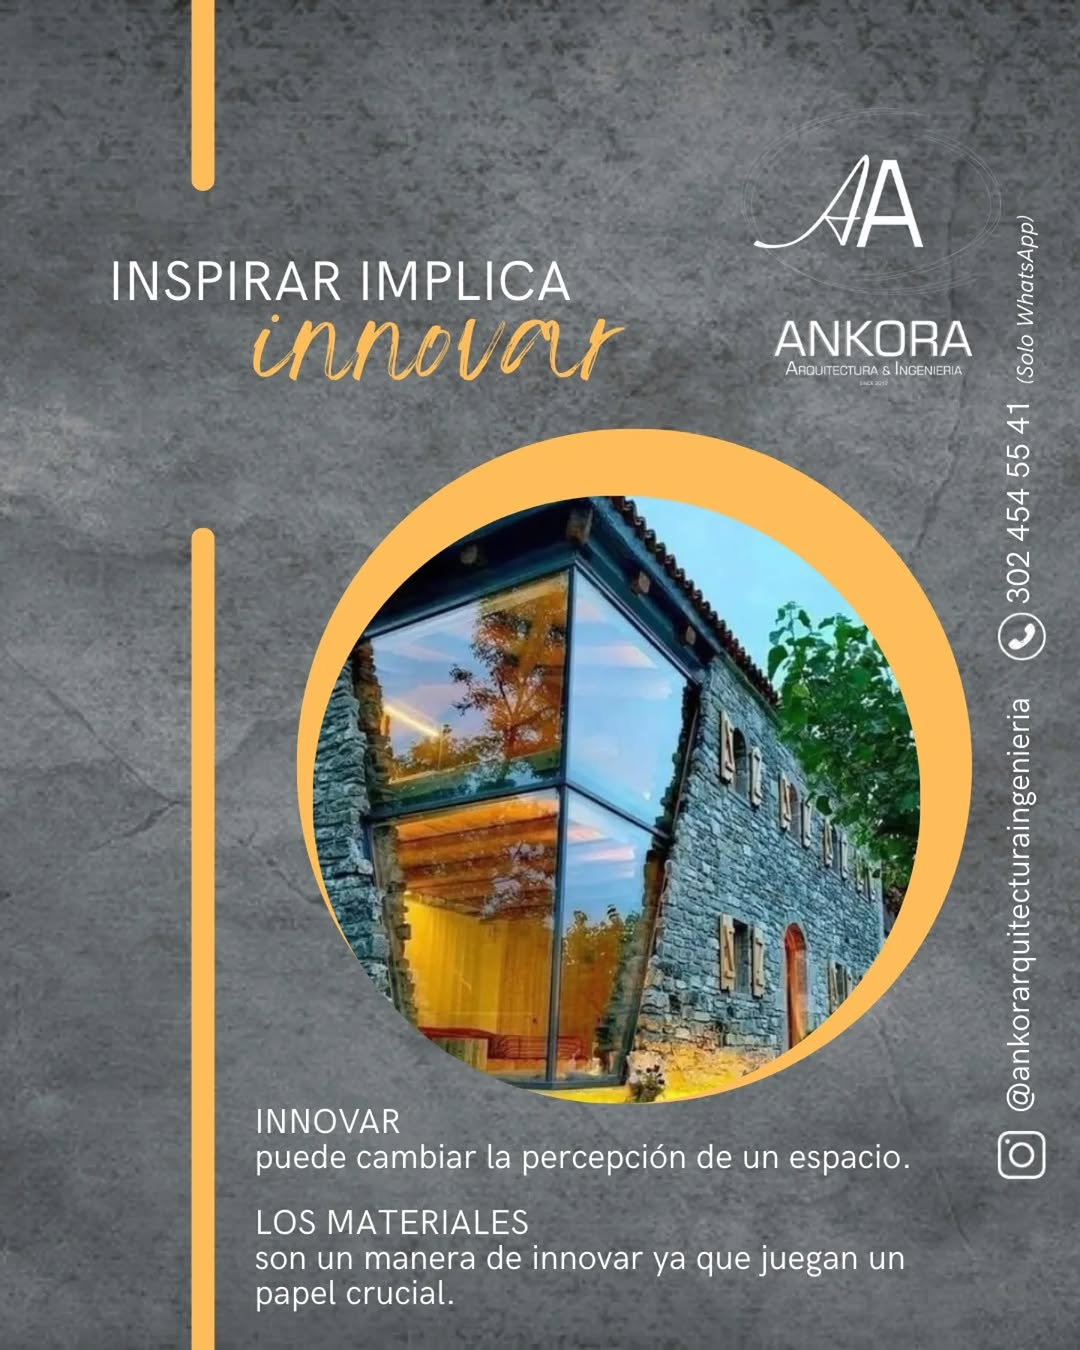 INSPIRAR IMPLICA
innovar
AA
ANKORA
ARQUITECTURA & INGENIERIA
302 454 55 41 (Solo WhatsApp)
@ankorarquitecturaingenieria
INNOVAR
puede cambiar la percepción de un espacio.
LOS MATERIALES
son un manera de innovar ya que juegan un
papel crucial.